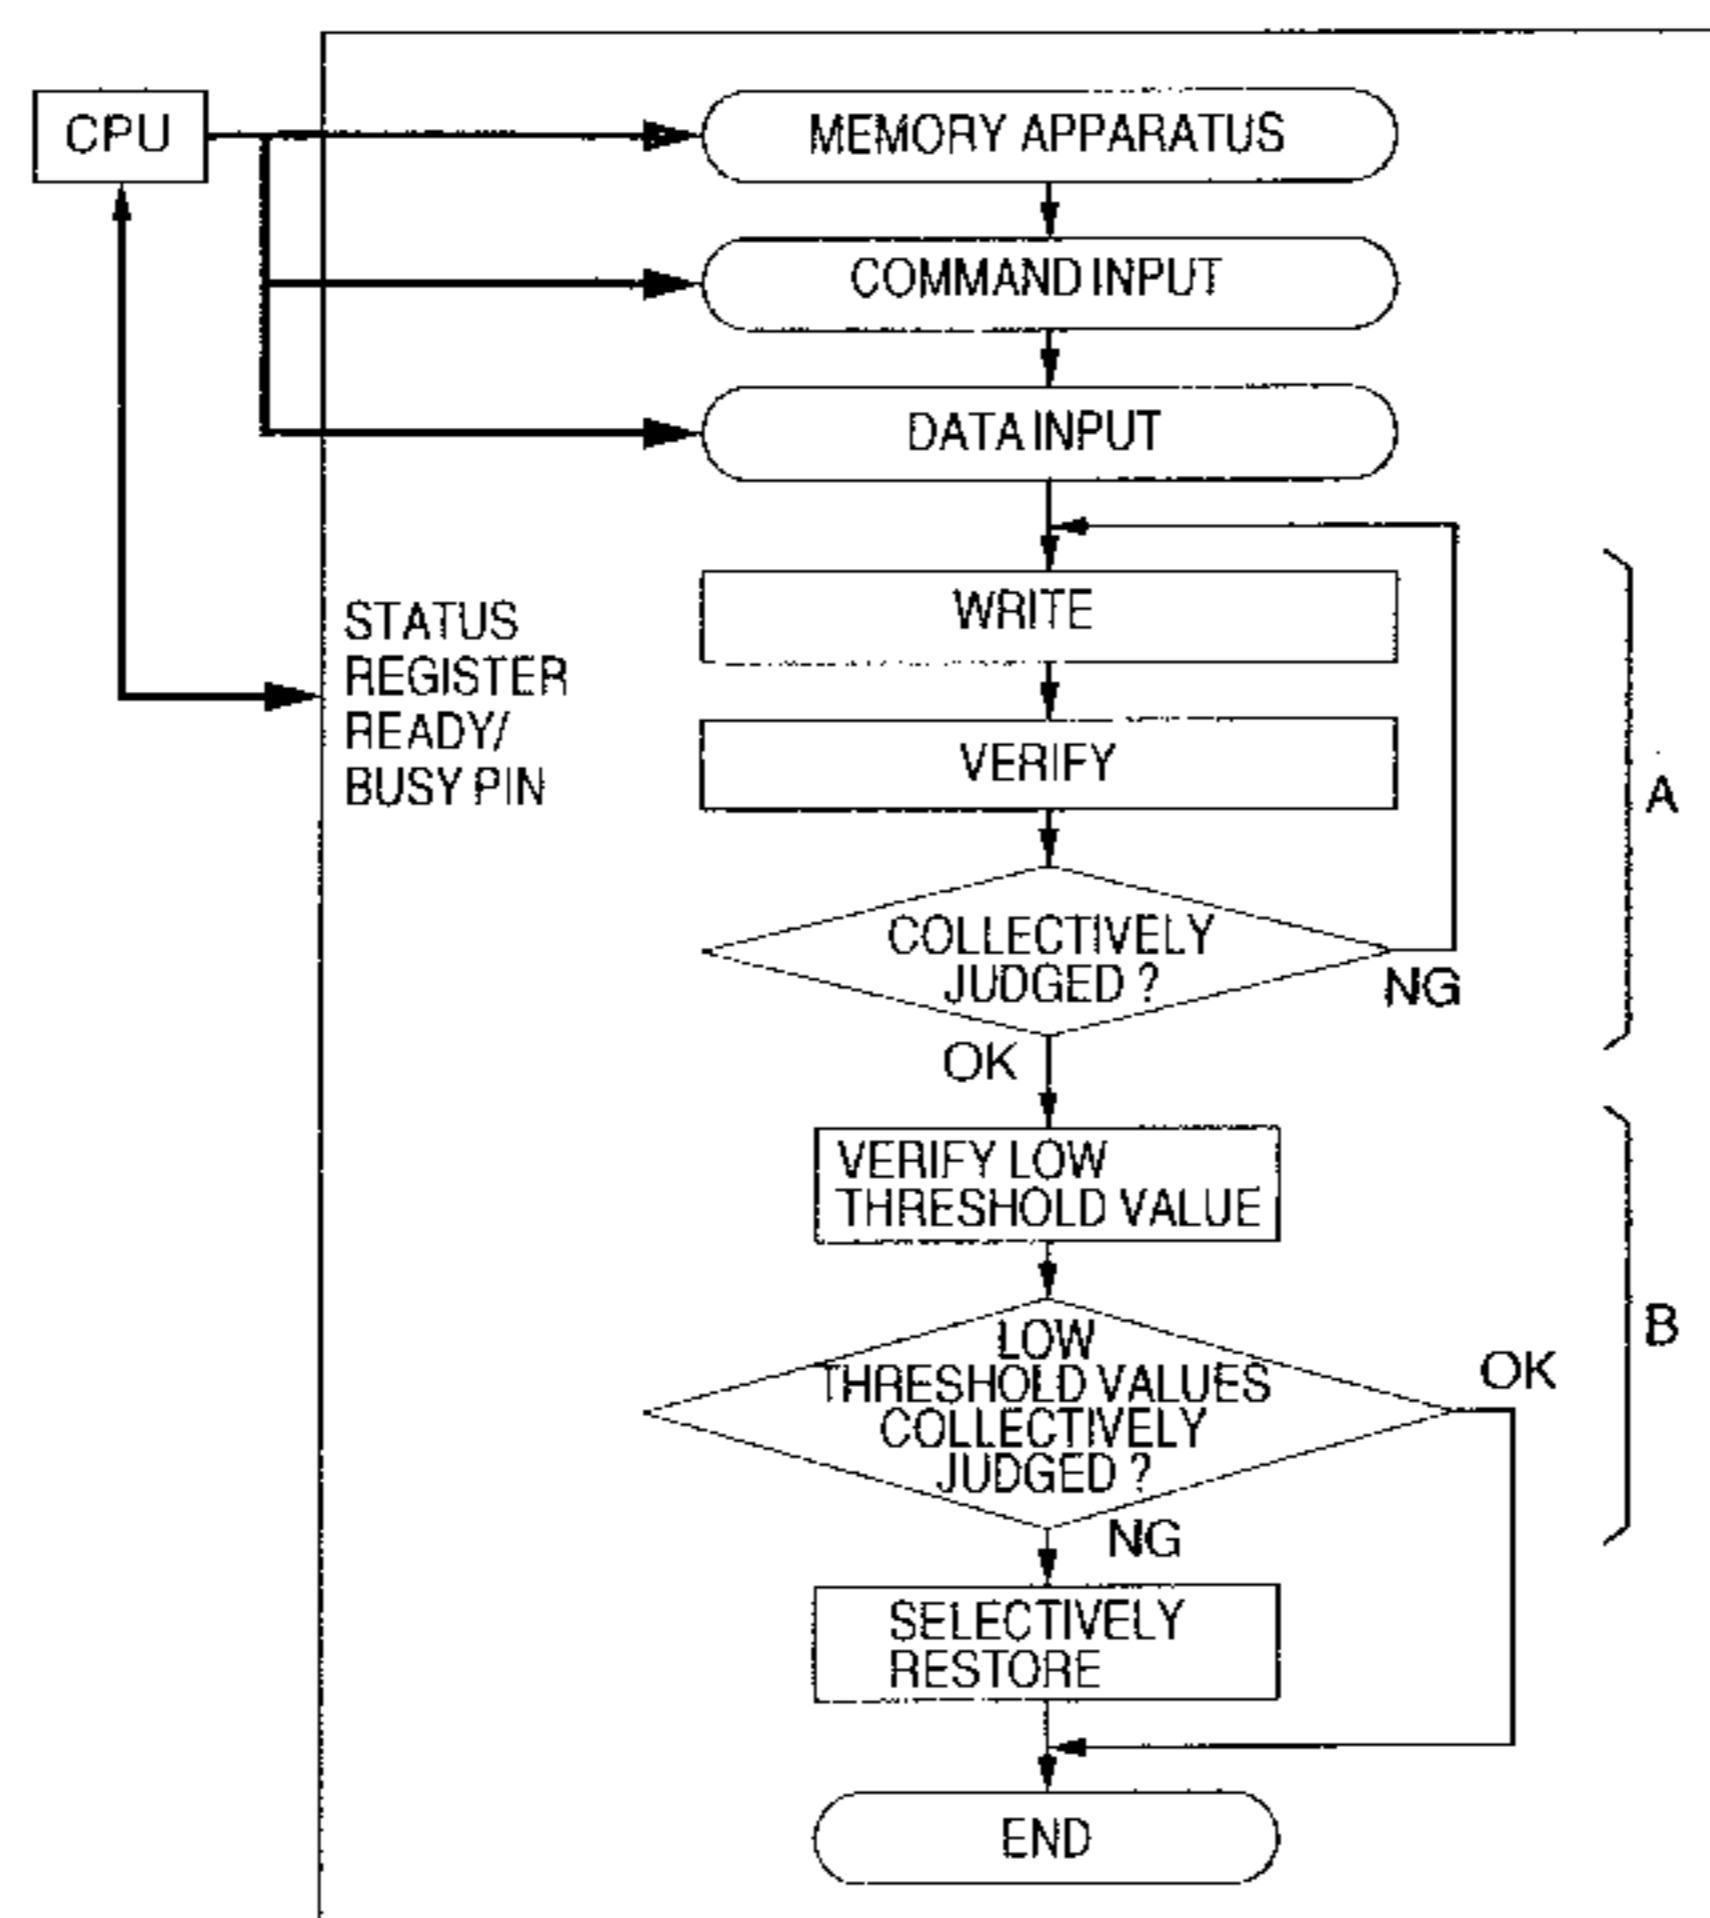 CPU
MEMORY APPARATUS
COMMAND INPUT
DATA INPUT
STATUS
REGISTER
READY/
BUSY PIN
WRITE
VERIFY
A
COLLECTIVELY
JUDGED ?
NG
OK
VERIFY LOW
THRESHOLD VALUE
B
LOW
THRESHOLD VALUES
COLLECTIVELY
JUDGED ?
OK
NG
SELECTIVELY
RESTORE
END